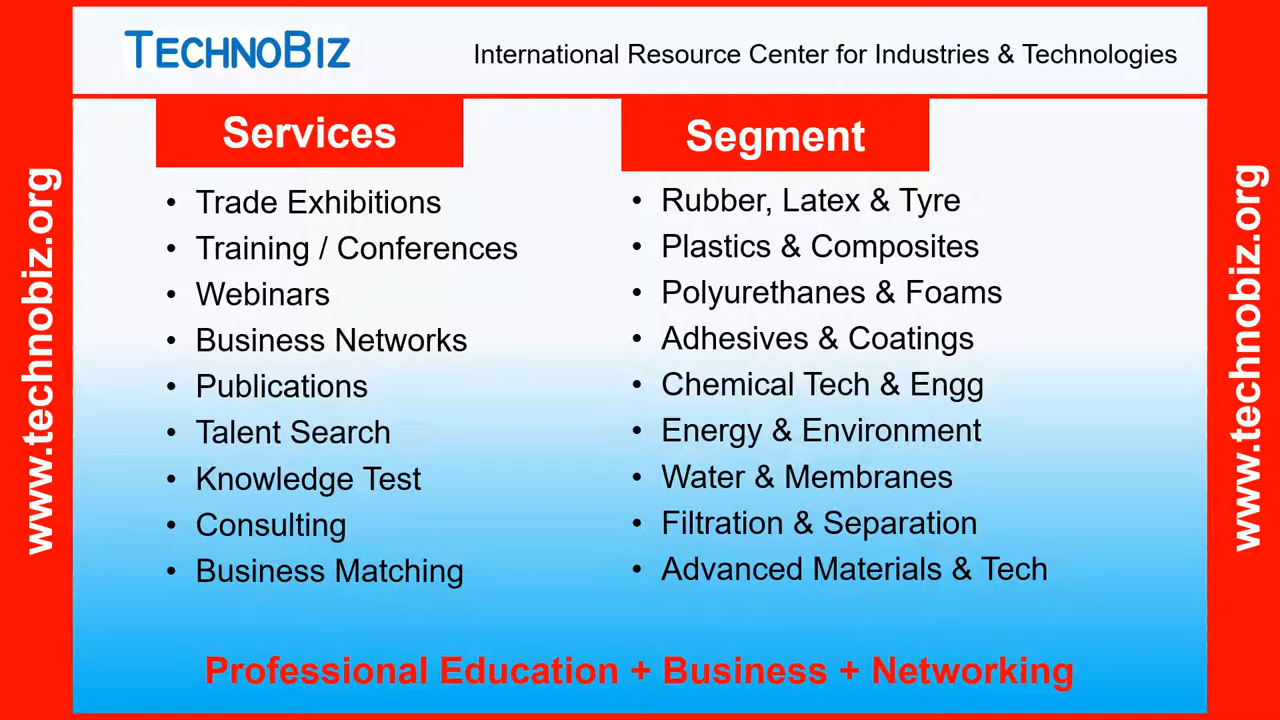 TECHNOBIZ
International Resource Center for Industries & Technologies
Services
• Trade Exhibitions
• Training / Conferences
• Webinars
• Business Networks
• Publications
• Talent Search
• Knowledge Test
• Consulting
• Business Matching
Segment
• Rubber, Latex & Tyre
• Plastics & Composites
• Polyurethanes & Foams
• Adhesives & Coatings
• Chemical Tech & Engg
• Energy & Environment
• Water & Membranes
• Filtration & Separation
• Advanced Materials & Tech
Professional Education + Business + Networking
www.technobiz.org
www.technobiz.org